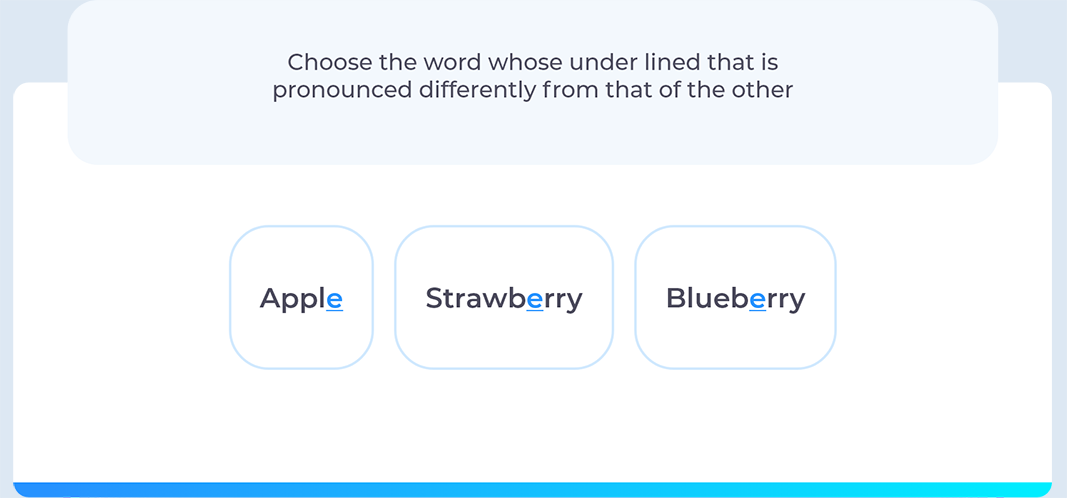 Choose the word whose under lined that is
pronounced differently from that of the other
Apple
Strawberry
Blueberry